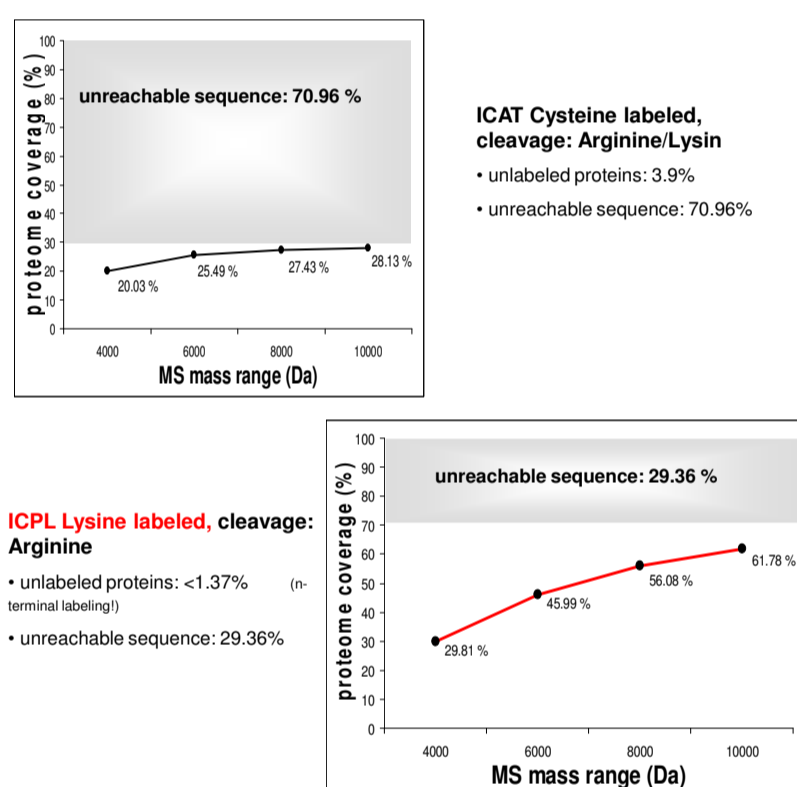 100
90
80
70
60
50
40
30
20
10
0
proteome coverage (%)
unreachable sequence: 70.96 %
20.03 %
25.49 %
27.43 %
28.13 %
4000 6000 8000 10000
MS mass range (Da)
ICAT Cysteine labeled,
cleavage: Arginine/Lysin
• unlabeled proteins: 3.9%
• unreachable sequence: 70.96%
ICPL Lysine labeled, cleavage:
Arginine
• unlabeled proteins: <1.37% (n-
terminal labeling!)
• unreachable sequence: 29.36%
100
90
80
70
60
50
40
30
20
10
0
proteome coverage (%)
unreachable sequence: 29.36 %
29.81 %
45.99 %
56.08 %
61.78 %
4000 6000 8000 10000
MS mass range (Da)